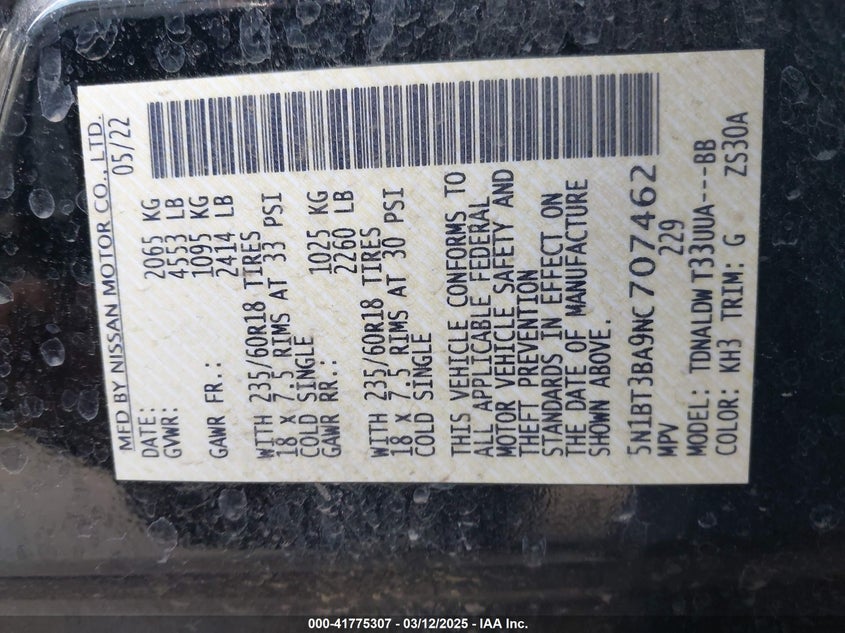 MFD BY NISSAN MOTOR CO., LTD.
DATE: 05/22
GVWR: 2065 KG
4553 LB
GAWR FR.: 1095 KG
2414 LB
WITH 235/60R18 TIRES
18 X 7.5 RIMS AT 33 PSI
COLD SINGLE
GAWR RR.: 1025 KG
2260 LB
WITH 235/60R18 TIRES
18 X 7.5 RIMS AT 30 PSI
COLD SINGLE
THIS VEHICLE CONFORMS TO
ALL APPLICABLE FEDERAL
MOTOR VEHICLE SAFETY AND
THEFT PREVENTION
STANDARDS IN EFFECT ON
THE DATE OF MANUFACTURE
SHOWN ABOVE.
5N1BT3BA9NC707462
MPV 229
MODEL: TDNALDWT33UUA---BB
COLOR: KH3 TRIM: G ZS30A
000-41775307 - 03/12/2025 - IAA Inc.